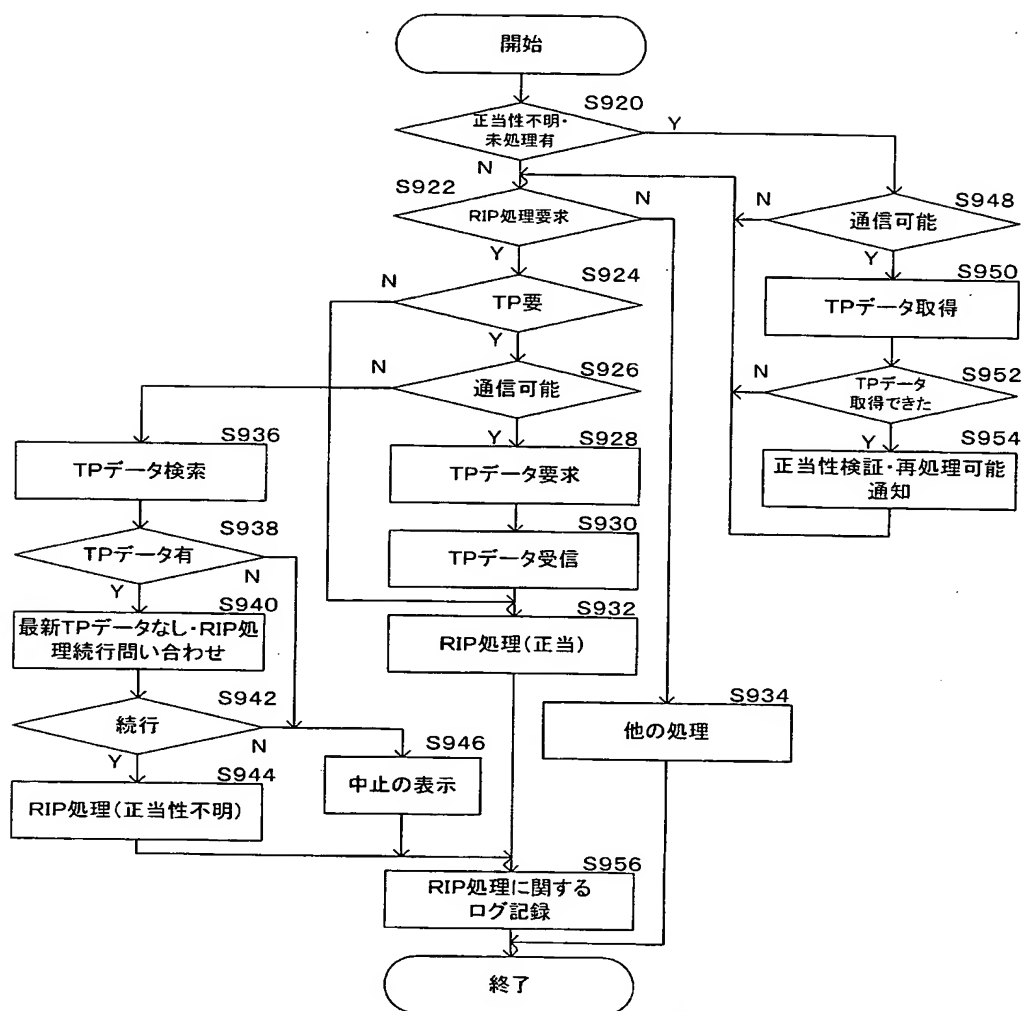 開始
S920
正当性不明・
未処理有
Y
N
S922
RIP処理要求
N
Y
S948
通信可能
N
Y
S924
TP要
N
Y
S950
TPデータ取得
S926
通信可能
N
Y
S952
TPデータ
取得できた
N
Y
S954
正当性検証・再処理可能
通知
S936
TPデータ検索
S928
TPデータ要求
S930
TPデータ受信
S938
TPデータ有
N
Y
S932
RIP処理(正当)
S940
最新TPデータなし・RIP処
理続行問い合わせ
S942
続行
N
Y
S934
他の処理
S946
中止の表示
S944
RIP処理(正当性不明)
S956
RIP処理に関する
ログ記録
終了